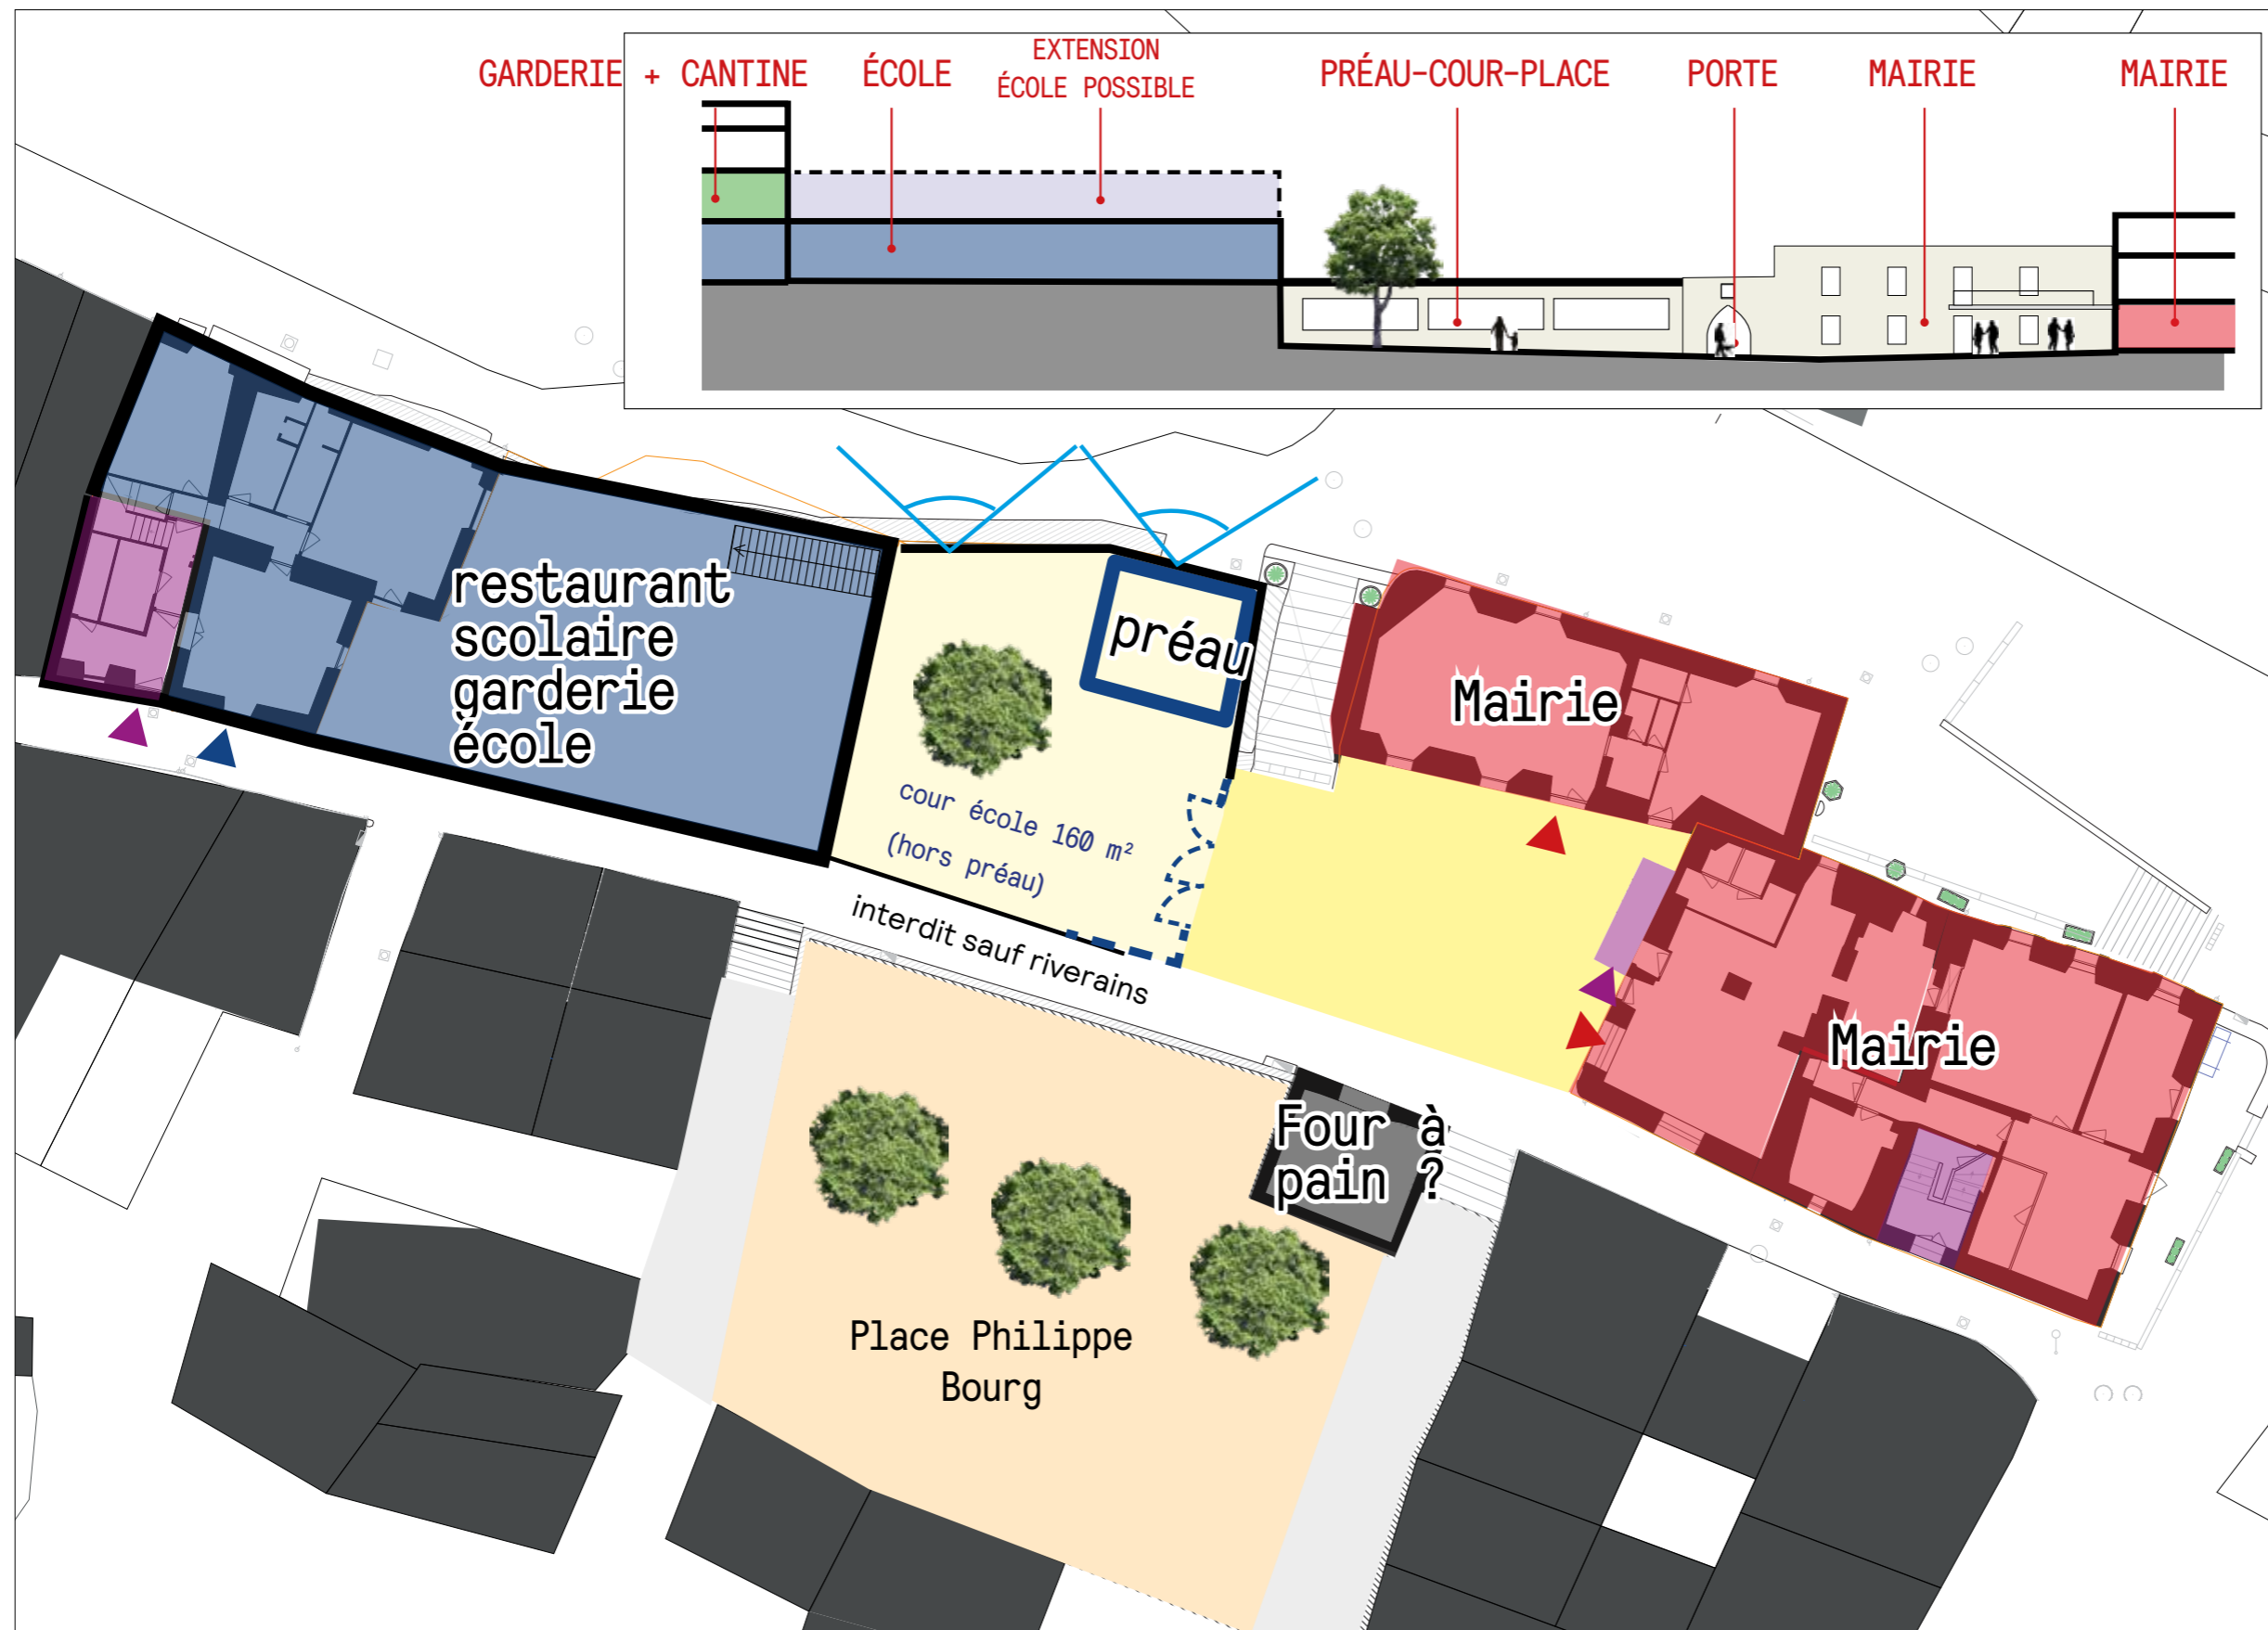 GARDERIE + CANTINE
ÉCOLE
EXTENSION
ÉCOLE POSSIBLE
PRÉAU-COUR-PLACE
PORTE
MAIRIE
MAIRIE
restaurant
scolaire
garderie
école
préau
Mairie
cour école 160 m²
(hors préau)
interdit sauf riverains
Mairie
Four à
pain ?
Place Philippe
Bourg